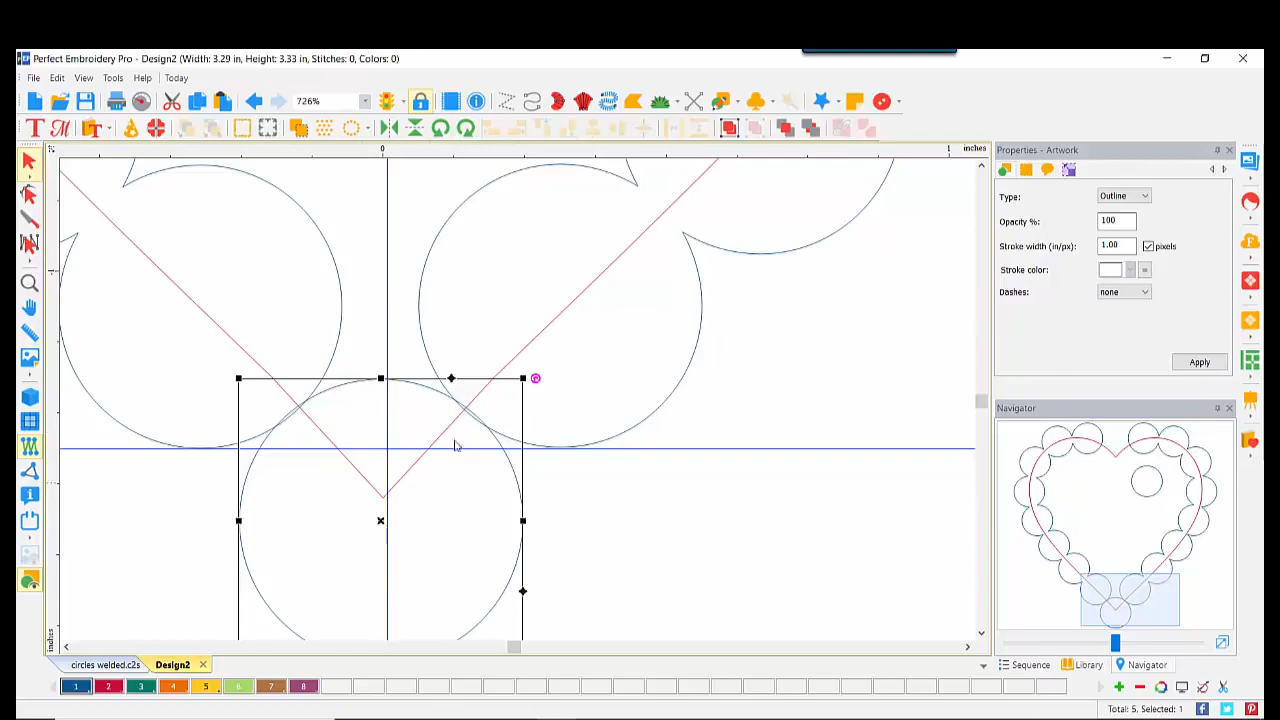 Perfect Embroidery Pro - Design2 (Width: 3.29 in, Height: 3.33 in, Stitches: 0, Colors: 0)
File Edit View Tools Help Today
726%
0 1 inches
inches
Properties - Artwork
Type: Outline
Opacity %: 100
Stroke width (in/px): 1.00 pixels
Stroke color:
Dashes: none
Apply
Navigator
circles welded.c2s Design2
Sequence Library Navigator
1 2 3 4 5 6 7 8
Total: 5, Selected: 1